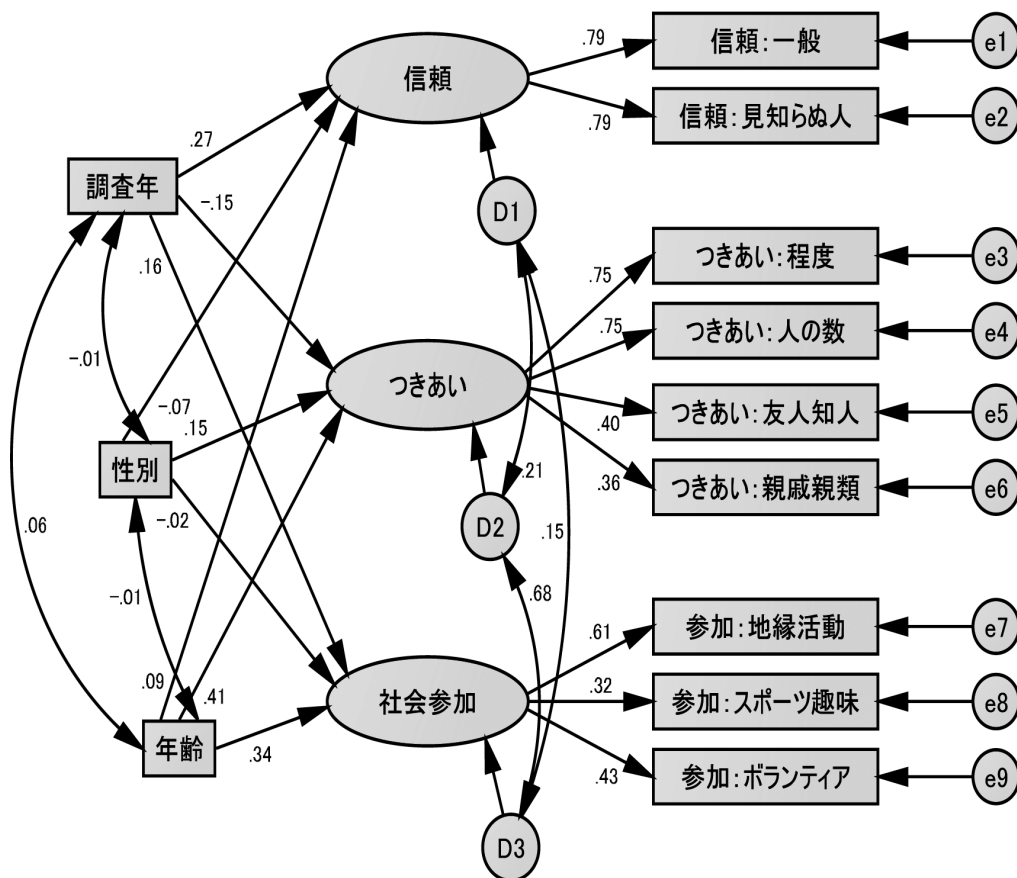 信頼
信頼：一般
e1
.79
信頼：見知らぬ人
e2
.79
調査年
.27
-.15
.16
D1
つきあい：程度
e3
.75
つきあい：人の数
e4
.75
つきあい
つきあい：友人知人
e5
.40
つきあい：親戚親類
e6
.36
-.01
-.07
.15
性別
-.02
.21
D2
.15
.06
-.01
.68
参加：地縁活動
e7
.61
参加：スポーツ趣味
e8
.32
社会参加
参加：ボランティア
e9
.43
.09
.41
年齢
.34
D3